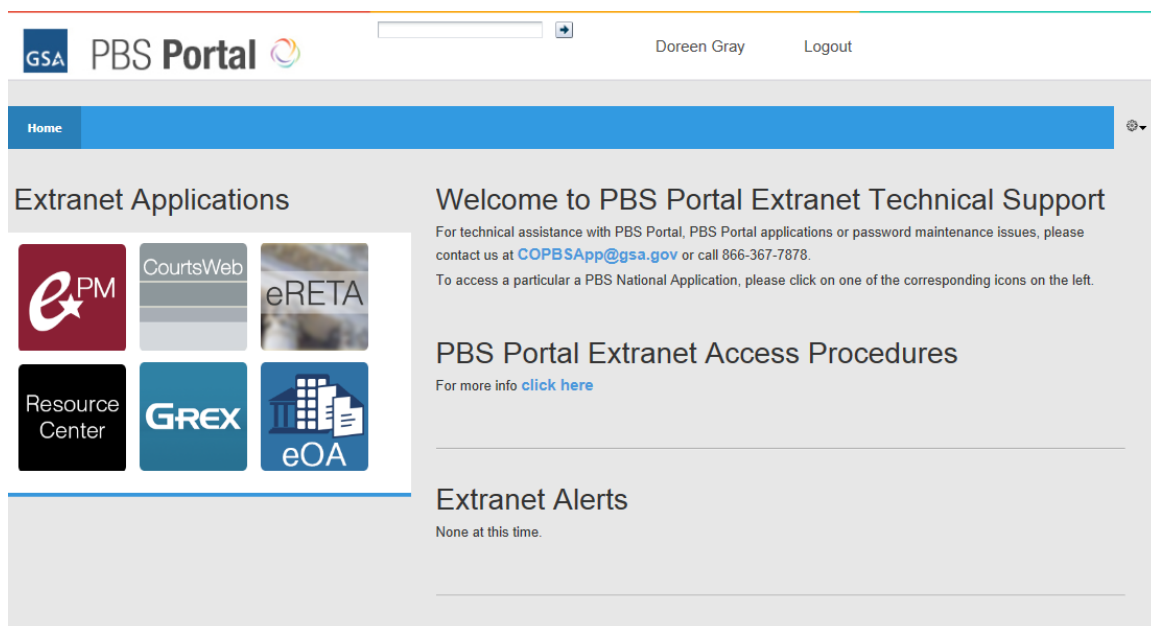 GSA PBS Portal
Doreen Gray Logout
Home
Extranet Applications
ePM
CourtsWeb
eRETA
Resource
Center
G-REX
eOA
Welcome to PBS Portal Extranet Technical Support
For technical assistance with PBS Portal, PBS Portal applications or password maintenance issues, please
contact us at COPBSApp@gsa.gov or call 866-367-7878.
To access a particular a PBS National Application, please click on one of the corresponding icons on the left.
PBS Portal Extranet Access Procedures
For more info click here
Extranet Alerts
None at this time.